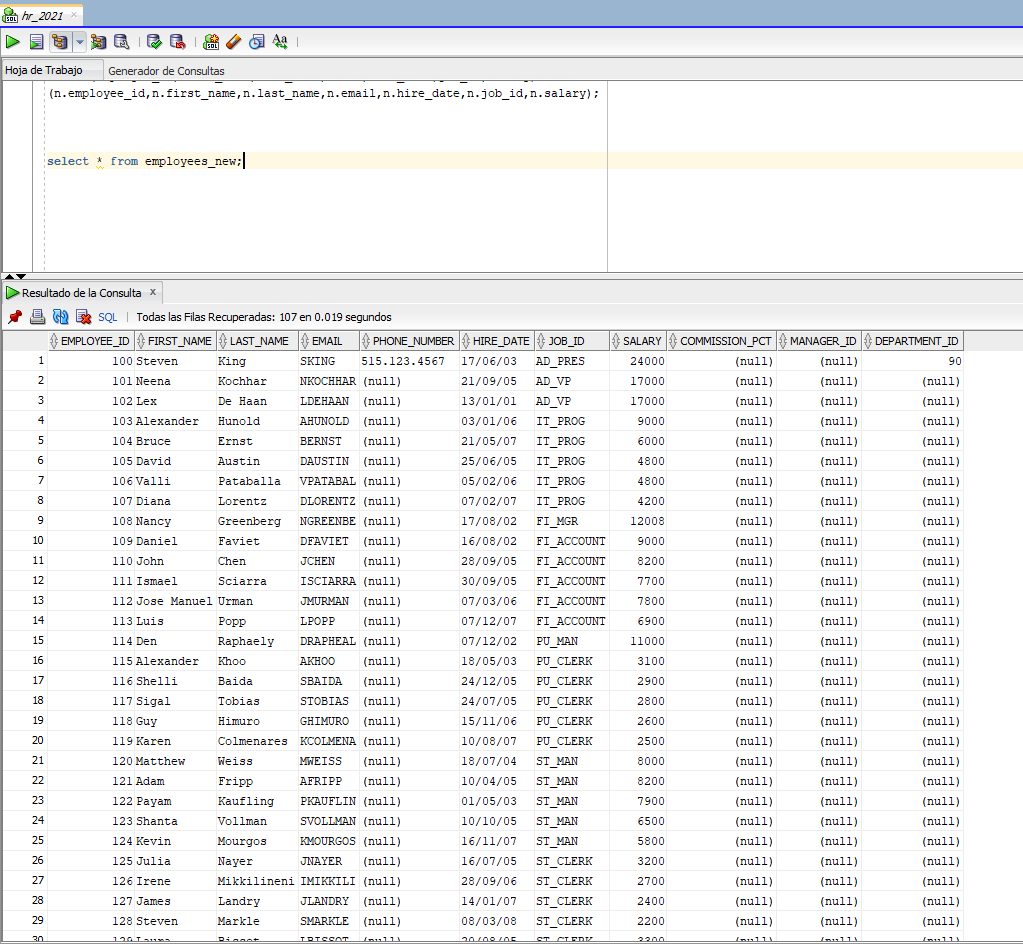 hr_2021
Hoja de Trabajo Generador de Consultas
(n.employee_id,n.first_name,n.last_name,n.email,n.hire_date,n.job_id,n.salary);
select * from employees_new;
Resultado de la Consulta
SQL Todas las Filas Recuperadas: 107 en 0.019 segundos
EMPLOYEE_ID FIRST_NAME LAST_NAME EMAIL PHONE_NUMBER HIRE_DATE JOB_ID SALARY COMMISSION_PCT MANAGER_ID DEPARTMENT_ID
1 100 Steven King SKING 515.123.4567 17/06/03 AD_PRES 24000 (null) (null) 90
2 101 Neena Kochhar NKOCHHAR (null) 21/09/05 AD_VP 17000 (null) (null) (null)
3 102 Lex De Haan LDEHAAN (null) 13/01/01 AD_VP 17000 (null) (null) (null)
4 103 Alexander Hunold AHUNOLD (null) 03/01/06 IT_PROG 9000 (null) (null) (null)
5 104 Bruce Ernst BERNST (null) 21/05/07 IT_PROG 6000 (null) (null) (null)
6 105 David Austin DAUSTIN (null) 25/06/05 IT_PROG 4800 (null) (null) (null)
7 106 Valli Pataballa VPATABAL (null) 05/02/06 IT_PROG 4800 (null) (null) (null)
8 107 Diana Lorentz DLORENTZ (null) 07/02/07 IT_PROG 4200 (null) (null) (null)
9 108 Nancy Greenberg NGREENBE (null) 17/08/02 FI_MGR 12008 (null) (null) (null)
10 109 Daniel Faviet DFAVIET (null) 16/08/02 FI_ACCOUNT 9000 (null) (null) (null)
11 110 John Chen JCHEN (null) 28/09/05 FI_ACCOUNT 8200 (null) (null) (null)
12 111 Ismael Sciarra ISCIARRA (null) 30/09/05 FI_ACCOUNT 7700 (null) (null) (null)
13 112 Jose Manuel Urman JMURMAN (null) 07/03/06 FI_ACCOUNT 7800 (null) (null) (null)
14 113 Luis Popp LPOPP (null) 07/12/07 FI_ACCOUNT 6900 (null) (null) (null)
15 114 Den Raphaely DRAPHEAL (null) 07/12/02 PU_MAN 11000 (null) (null) (null)
16 115 Alexander Khoo AKHOO (null) 18/05/03 PU_CLERK 3100 (null) (null) (null)
17 116 Shelli Baida SBAIDA (null) 24/12/05 PU_CLERK 2900 (null) (null) (null)
18 117 Sigal Tobias STOBIAS (null) 24/07/05 PU_CLERK 2800 (null) (null) (null)
19 118 Guy Himuro GHIMURO (null) 15/11/06 PU_CLERK 2600 (null) (null) (null)
20 119 Karen Colmenares KCOLMENA (null) 10/08/07 PU_CLERK 2500 (null) (null) (null)
21 120 Matthew Weiss MWEISS (null) 18/07/04 ST_MAN 8000 (null) (null) (null)
22 121 Adam Fripp AFRIPP (null) 10/04/05 ST_MAN 8200 (null) (null) (null)
23 122 Payam Kaufling PKAUFLIN (null) 01/05/03 ST_MAN 7900 (null) (null) (null)
24 123 Shanta Vollman SVOLLMAN (null) 10/10/05 ST_MAN 6500 (null) (null) (null)
25 124 Kevin Mourgos KMOURGOS (null) 16/11/07 ST_MAN 5800 (null) (null) (null)
26 125 Julia Nayer JNAYER (null) 16/07/05 ST_CLERK 3200 (null) (null) (null)
27 126 Irene Mikkilineni IMIKKILI (null) 28/09/06 ST_CLERK 2700 (null) (null) (null)
28 127 James Landry JLANDRY (null) 14/01/07 ST_CLERK 2400 (null) (null) (null)
29 128 Steven Markle SMARKLE (null) 08/03/08 ST_CLERK 2200 (null) (null) (null)
30 129 Laura Bissot LBISSOT (null) 20/08/05 ST_CLERK 3300 (null) (null) (null)